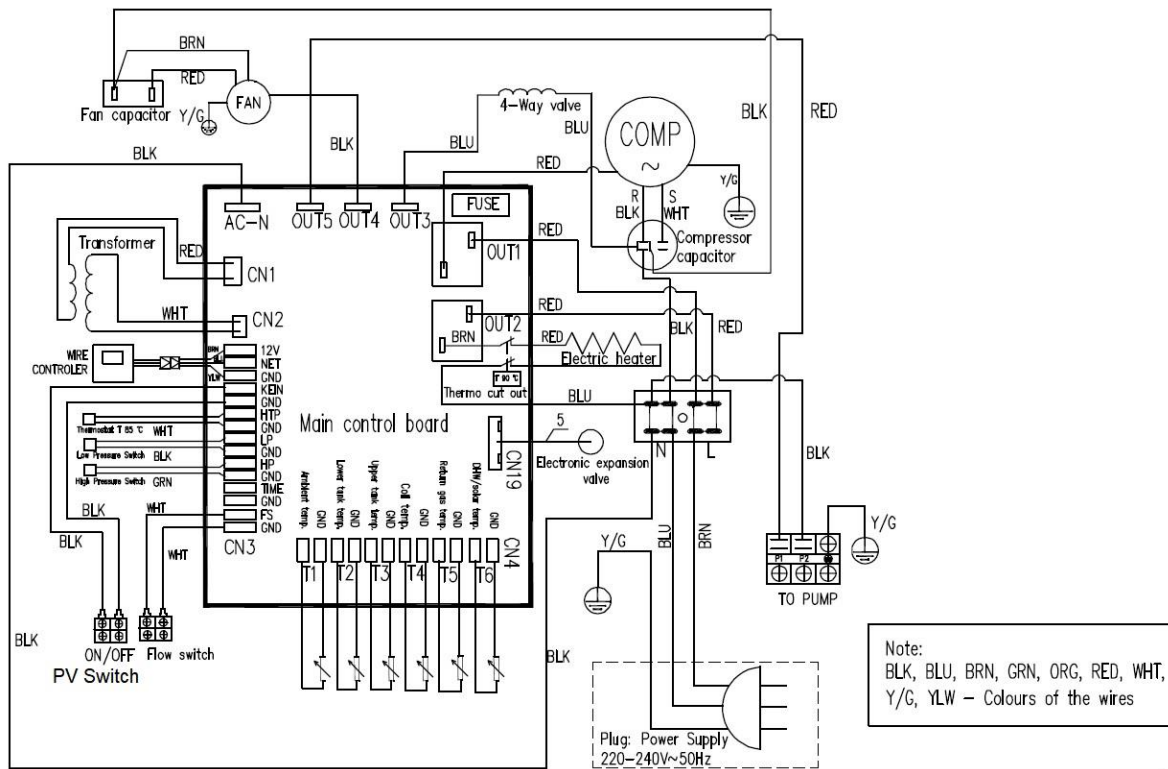 BRN
RED
Fan capacitor
Y/G
FAN
BLK
BLK
BLU
4-Way valve
BLU
COMP
~
RED
Y/G
R
S
BLK
WHT
Compressor
capacitor
BLK
RED
AC-N
OUT5
OUT4
OUT3
FUSE
OUT1
RED
Transformer
RED
CN1
WHT
CN2
OUT2
RED
BRN
RED
Electric heater
BLK
RED
T 80 °C
Thermo cut out
BLU
WIRE
CONTROLER
BRN
BLU
YLW
12V
NET
GND
KEIN
GND
HTP
GND
LP
GND
HP
GND
TIME
GND
FS
GND
CN3
Thermostat T 85 °C
WHT
Low Pressure Switch
BLK
High Pressure Switch
GRN
Main control board
CN19
5
Electronic expansion
valve
N
L
BLK
Ambient temp.
GND
Lower tank temp.
GND
Upper tank temp.
GND
Coil temp.
GND
Return gas temp.
GND
DHW/solar temp.
GND
CN4
T1
T2
T3
T4
T5
T6
BLK
BLK
WHT
WHT
ON/OFF
PV Switch
Flow switch
BLK
BLK
Y/G
BLU
BRN
P1
P2
Y/G
TO PUMP
Plug: Power Supply
220-240V~50Hz
Note:
BLK, BLU, BRN, GRN, ORG, RED, WHT,
Y/G, YLW – Colours of the wires